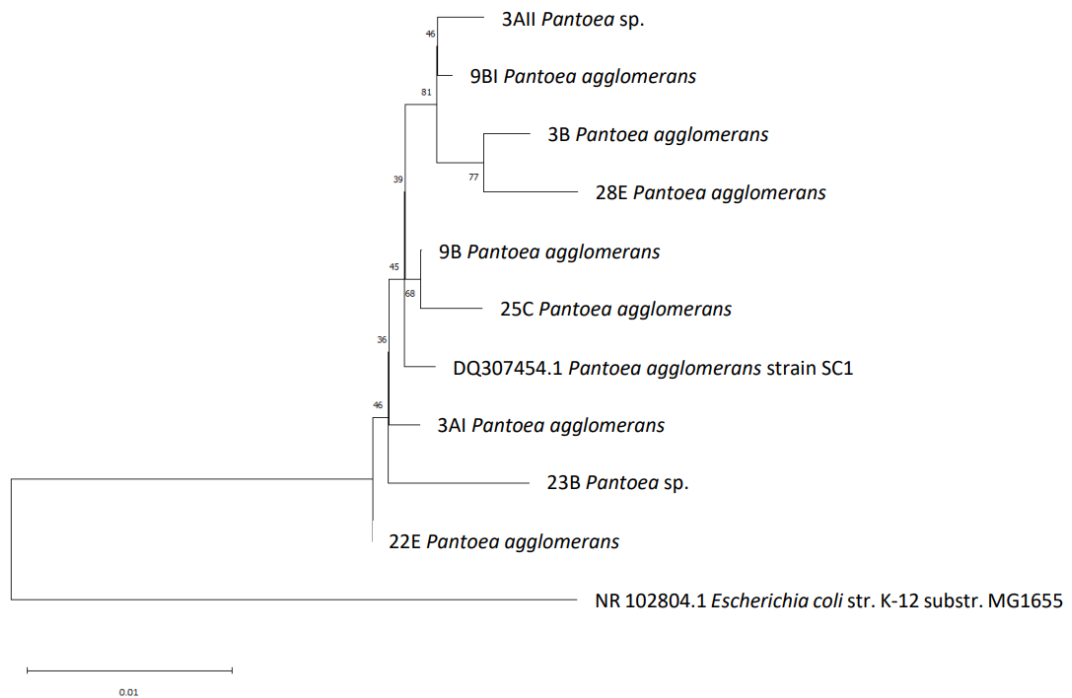 3AII Pantoea sp.
46
9BI Pantoea agglomerans
81
3B Pantoea agglomerans
77
28E Pantoea agglomerans
39
9B Pantoea agglomerans
45
68
25C Pantoea agglomerans
36
DQ307454.1 Pantoea agglomerans strain SC1
46
3AI Pantoea agglomerans
23B Pantoea sp.
22E Pantoea agglomerans
NR 102804.1 Escherichia coli str. K-12 substr. MG1655
0.01